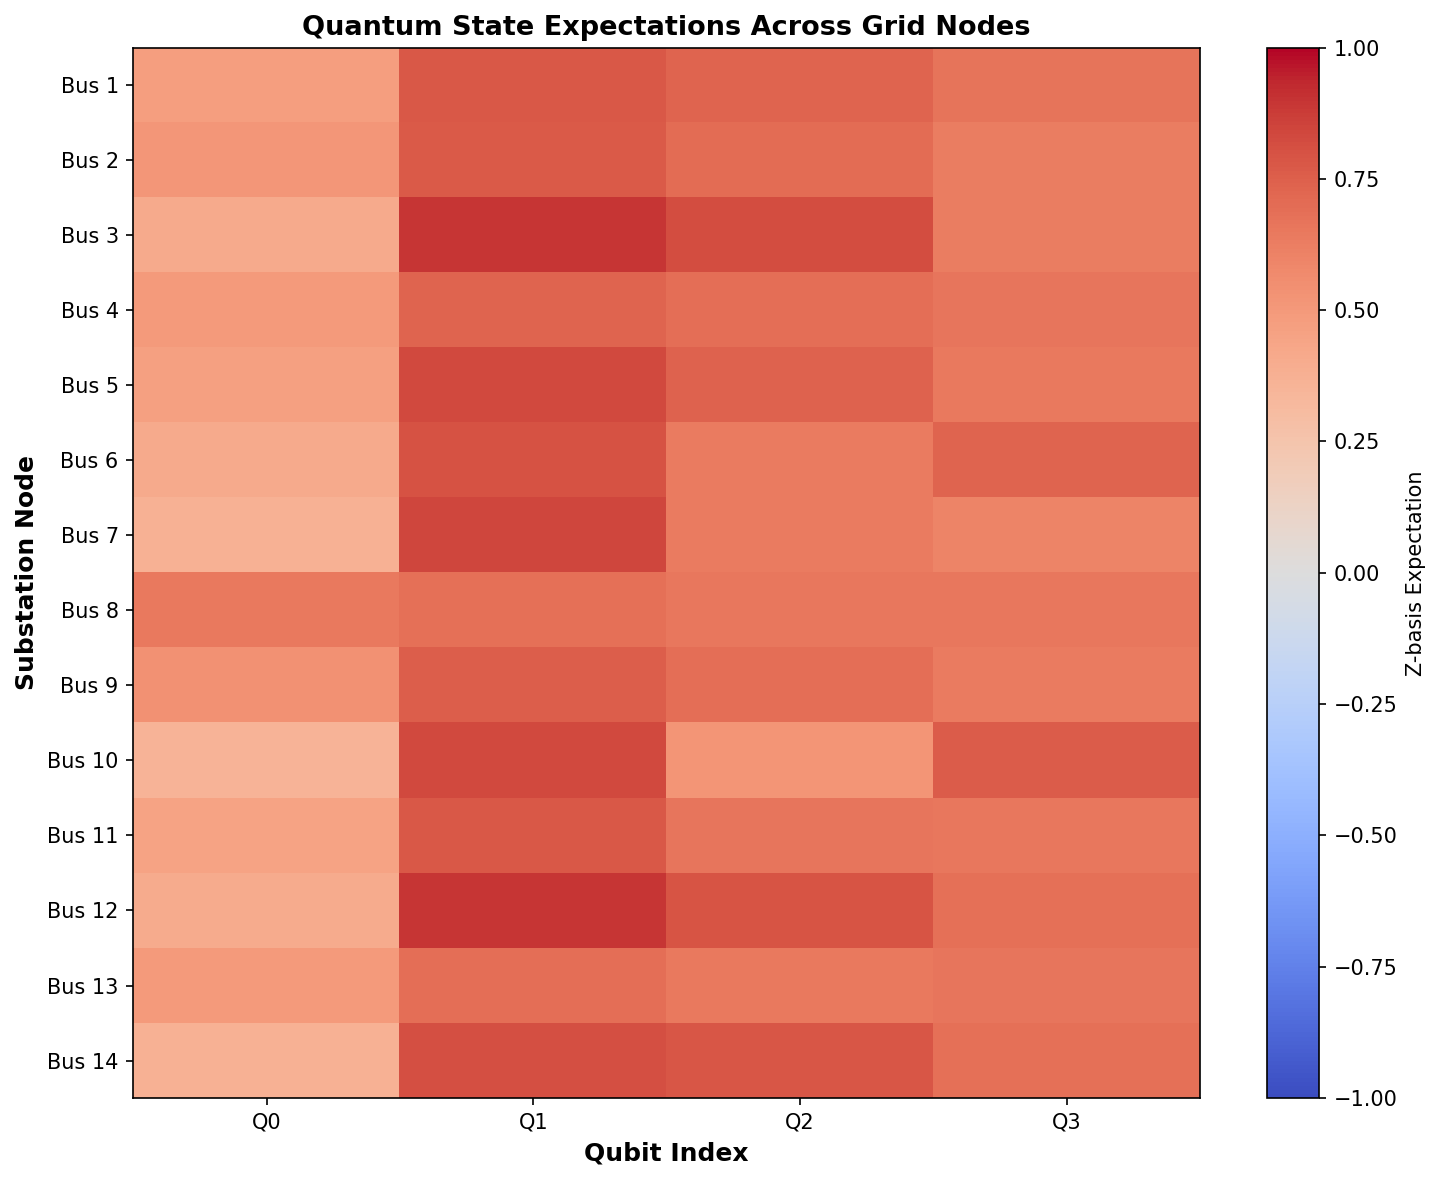 Quantum State Expectations Across Grid Nodes
Substation Node
Bus 1
Bus 2
Bus 3
Bus 4
Bus 5
Bus 6
Bus 7
Bus 8
Bus 9
Bus 10
Bus 11
Bus 12
Bus 13
Bus 14
Q0 Q1 Q2 Q3
Qubit Index
1.00
0.75
0.50
0.25
0.00
−0.25
−0.50
−0.75
−1.00
Z-basis Expectation